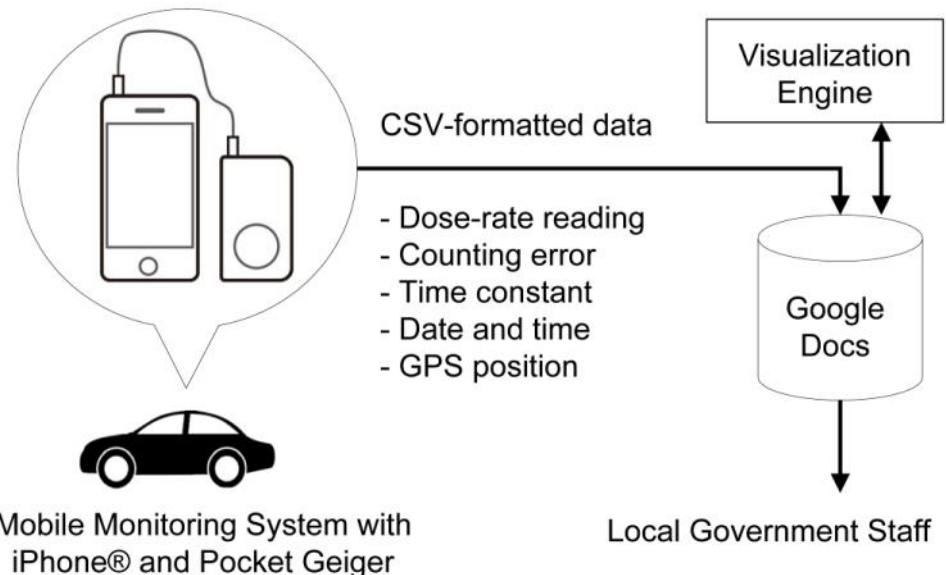 Visualization
Engine
CSV-formatted data
- Dose-rate reading
- Counting error
- Time constant
- Date and time
- GPS position
Google
Docs
Mobile Monitoring System with
iPhone® and Pocket Geiger
Local Government Staff